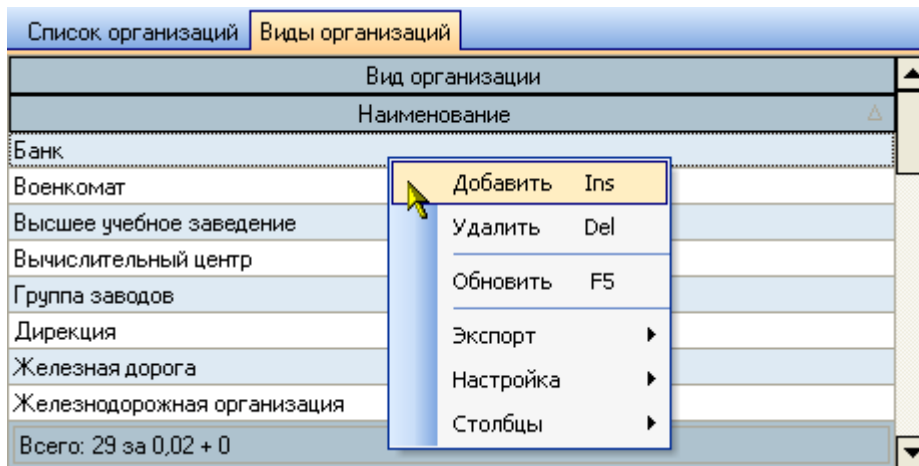 Список организаций Виды организаций
Вид организации
Наименование
Банк
Военкомат
Высшее учебное заведение
Вычислительный центр
Группа заводов
Дирекция
Железная дорога
Железнодорожная организация
Всего: 29 за 0,02 + 0
Добавить Ins
Удалить Del
Обновить F5
Экспорт
Настройка
Столбцы